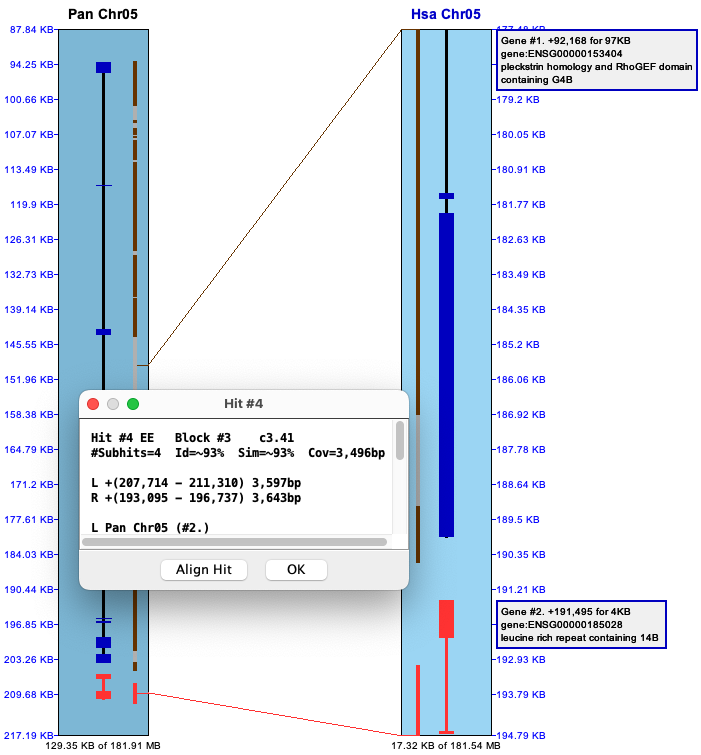 Pan Chr05
Hsa Chr05
87.84 KB
94.25 KB
100.66 KB
107.07 KB
113.49 KB
119.9 KB
126.31 KB
132.73 KB
139.14 KB
145.55 KB
151.96 KB
158.38 KB
164.79 KB
171.2 KB
177.61 KB
184.03 KB
190.44 KB
196.85 KB
203.26 KB
209.68 KB
217.19 KB
129.35 KB of 181.91 MB
177.48 KB
Gene #1. +92,168 for 97KB
gene:ENSG00000153404
pleckstrin homology and RhoGEF domain
containing G4B
179.2 KB
180.05 KB
180.91 KB
181.77 KB
182.63 KB
183.49 KB
184.35 KB
185.2 KB
186.06 KB
186.92 KB
187.78 KB
188.64 KB
189.5 KB
190.35 KB
191.21 KB
Gene #2. +191,495 for 4KB
gene:ENSG00000185028
leucine rich repeat containing 14B
192.93 KB
193.79 KB
194.79 KB
17.32 KB of 181.54 MB
Hit #4
Hit #4 EE Block #3 c3.41
#Subhits=4 Id=~93% Sim=~93% Cov=3,496bp
L +(207,714 – 211,310) 3,597bp
R +(193,095 – 196,737) 3,643bp
L Pan Chr05 (#2.)
Align Hit
OK